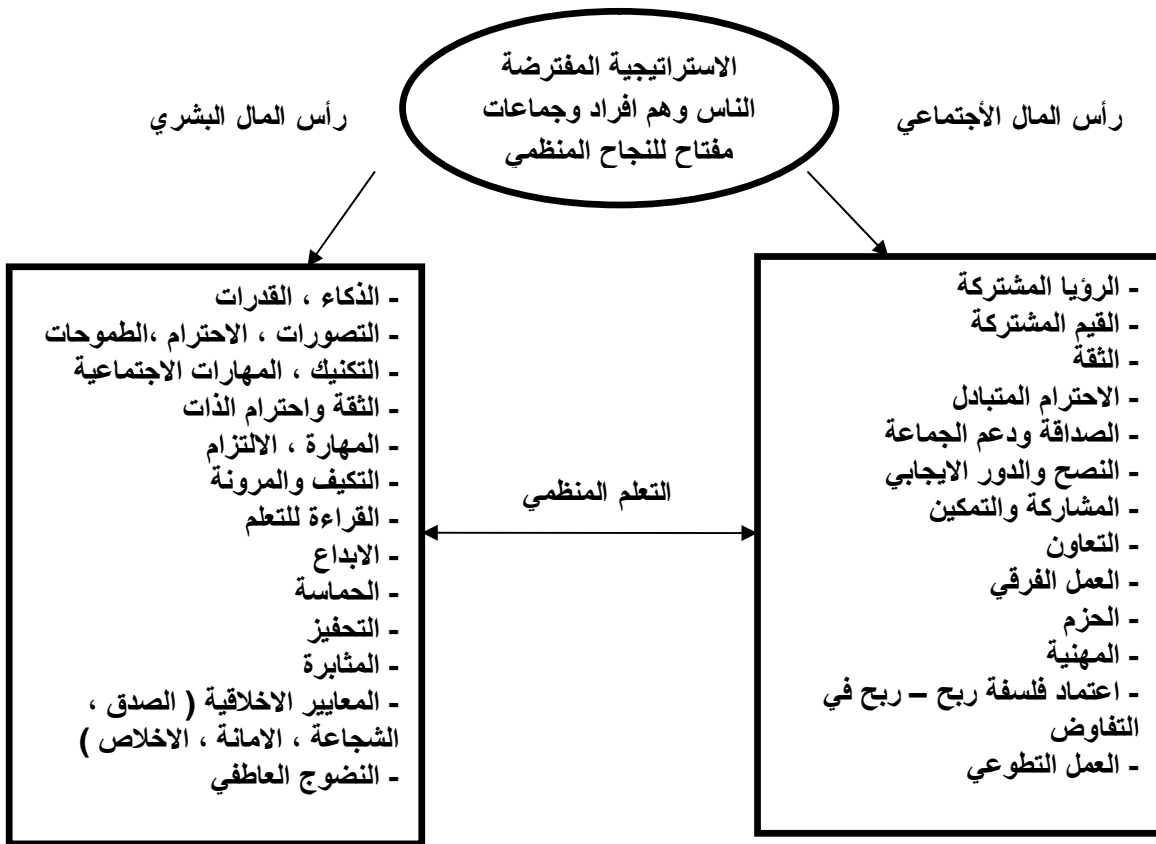 الاستراتيجية المفترضة
الناس وهم افراد وجماعات
مفتاح للنجاح المنظمي
رأس المال الأجتماعي
رأس المال البشري
- الرؤيا المشتركة
- القيم المشتركة
- الثقة
- الاحترام المتبادل
- الصداقة ودعم الجماعة
- النصح والدور الايجابي
- المشاركة والتمكين
- التعاون
- العمل الفرقي
- الحزم
- المهنية
- اعتماد فلسفة ربح – ربح في
التفاوض
- العمل التطوعي
التعلم المنظمي
- الذكاء ، القدرات
- التصورات ، الاحترام ،الطموحات
- التكنيك ، المهارات الاجتماعية
- الثقة واحترام الذات
- المهارة ، الالتزام
- التكيف والمرونة
- القراءة للتعلم
- الابداع
- الحماسة
- التحفيز
- المثابرة
- المعايير الاخلاقية ( الصدق ،
الشجاعة ، الامانة ، الاخلاص )
- النضوج العاطفي